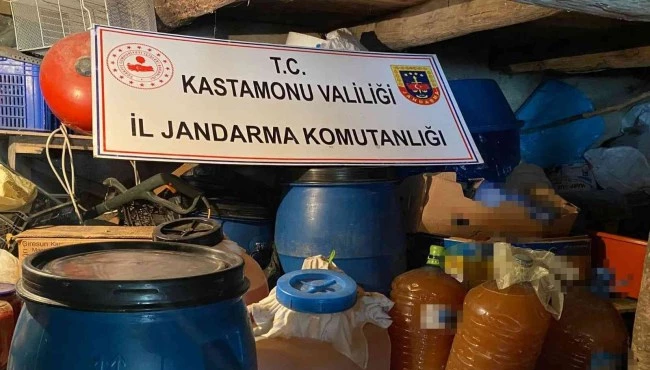 T.C.
KASTAMONU VALİLİĞİ
İL JANDARMA KOMUTANLIĞI